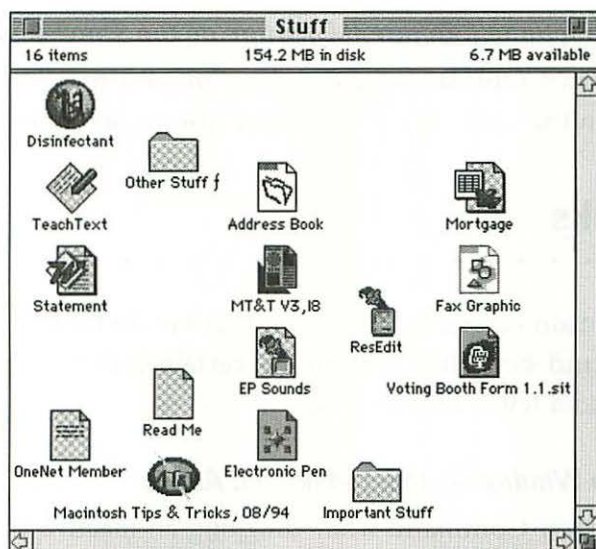 Stuff
16 items 154.2 MB in disk 6.7 MB available
Disinfectant
Other Stuff ƒ
TeachText Address Book Mortgage
Statement MT&T V3,I8 Fax Graphic
ResEdit
EP Sounds Voting Booth Form 1.1.sit
Read Me
OneNet Member Electronic Pen
Macintosh Tips & Tricks, 08/94 Important Stuff